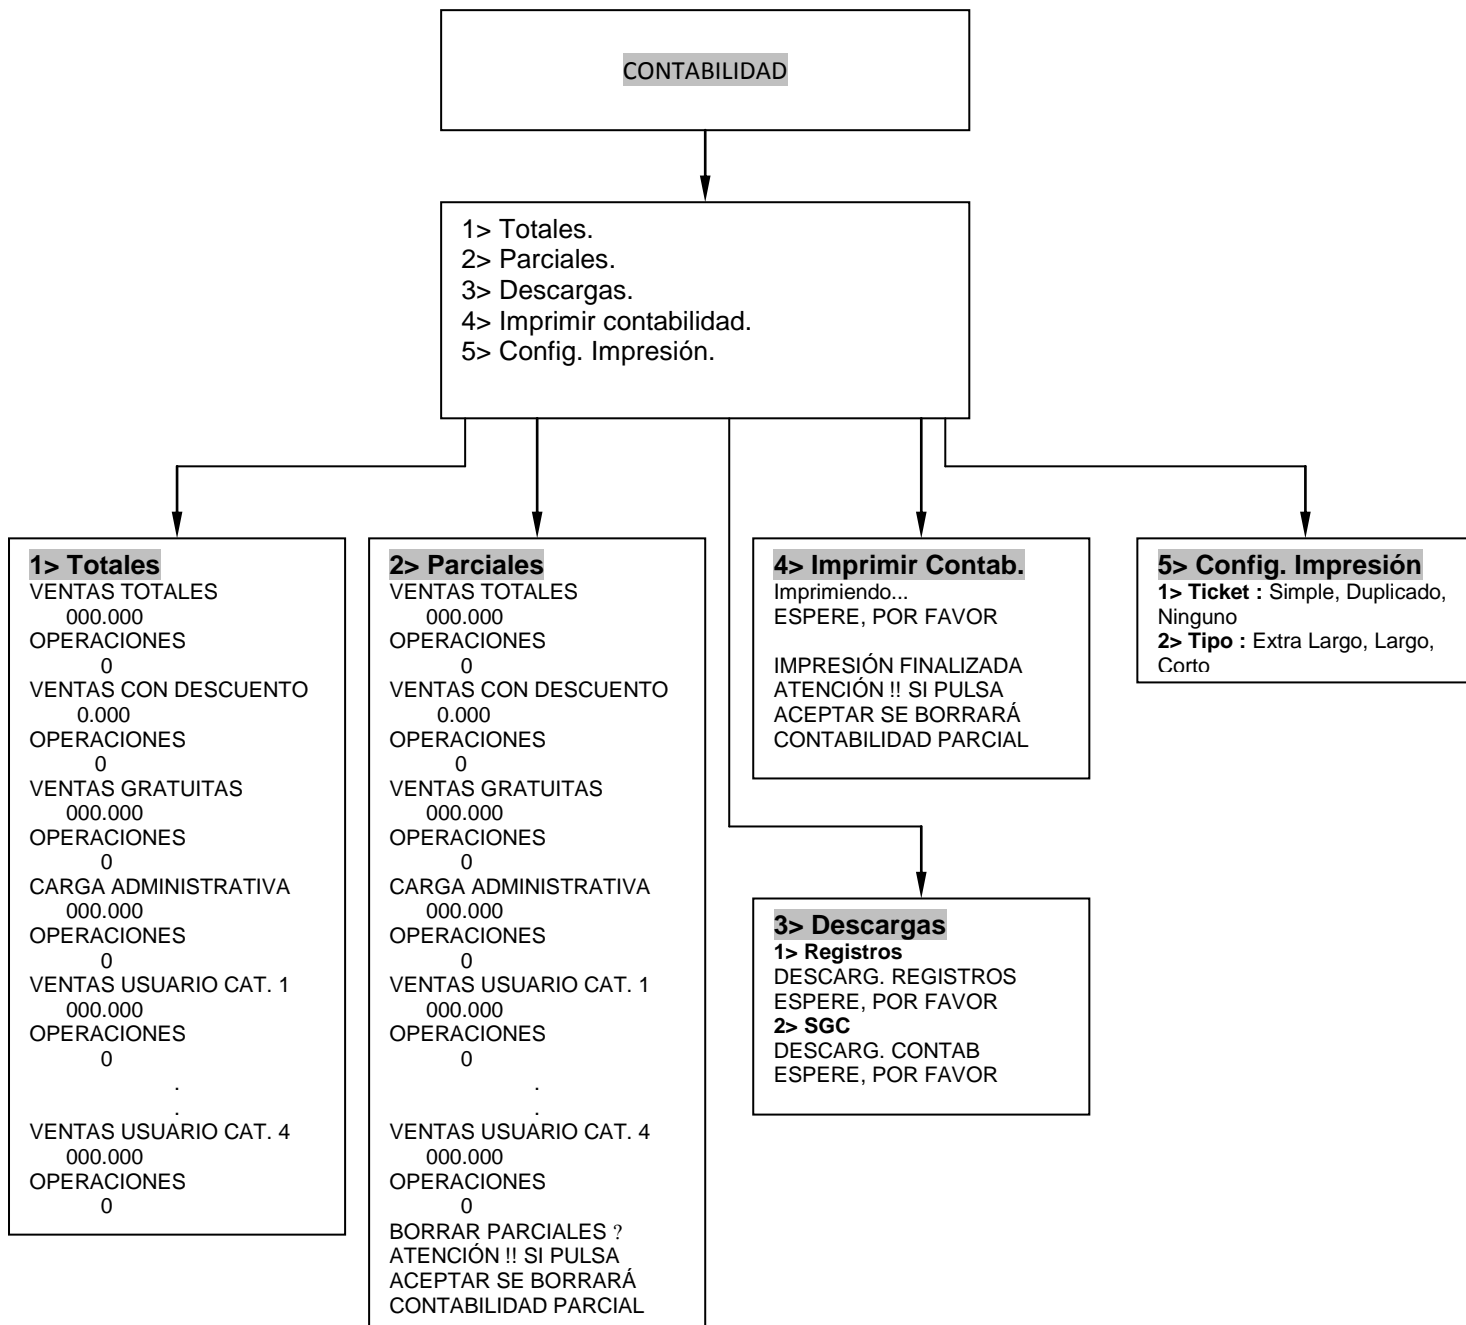 CONTABILIDAD
1> Totales.
2> Parciales.
3> Descargas.
4> Imprimir contabilidad.
5> Config. Impresión.
1> Totales
VENTAS TOTALES
000.000
OPERACIONES
0
VENTAS CON DESCUENTO
0.000
OPERACIONES
0
VENTAS GRATUITAS
000.000
OPERACIONES
0
CARGA ADMINISTRATIVA
000.000
OPERACIONES
0
VENTAS USUARIO CAT. 1
000.000
OPERACIONES
0
.
.
VENTAS USUARIO CAT. 4
000.000
OPERACIONES
0
2> Parciales
VENTAS TOTALES
000.000
OPERACIONES
0
VENTAS CON DESCUENTO
0.000
OPERACIONES
0
VENTAS GRATUITAS
000.000
OPERACIONES
0
CARGA ADMINISTRATIVA
000.000
OPERACIONES
0
VENTAS USUARIO CAT. 1
000.000
OPERACIONES
0
.
.
VENTAS USUARIO CAT. 4
000.000
OPERACIONES
0
BORRAR PARCIALES ?
ATENCIÓN !! SI PULSA
ACEPTAR SE BORRARÁ
CONTABILIDAD PARCIAL
4> Imprimir Contab.
Imprimiendo...
ESPERE, POR FAVOR
IMPRESIÓN FINALIZADA
ATENCIÓN !! SI PULSA
ACEPTAR SE BORRARÁ
CONTABILIDAD PARCIAL
5> Config. Impresión
1> Ticket : Simple, Duplicado,
Ninguno
2> Tipo : Extra Largo, Largo,
Corto
3> Descargas
1> Registros
DESCARG. REGISTROS
ESPERE, POR FAVOR
2> SGC
DESCARG. CONTAB
ESPERE, POR FAVOR